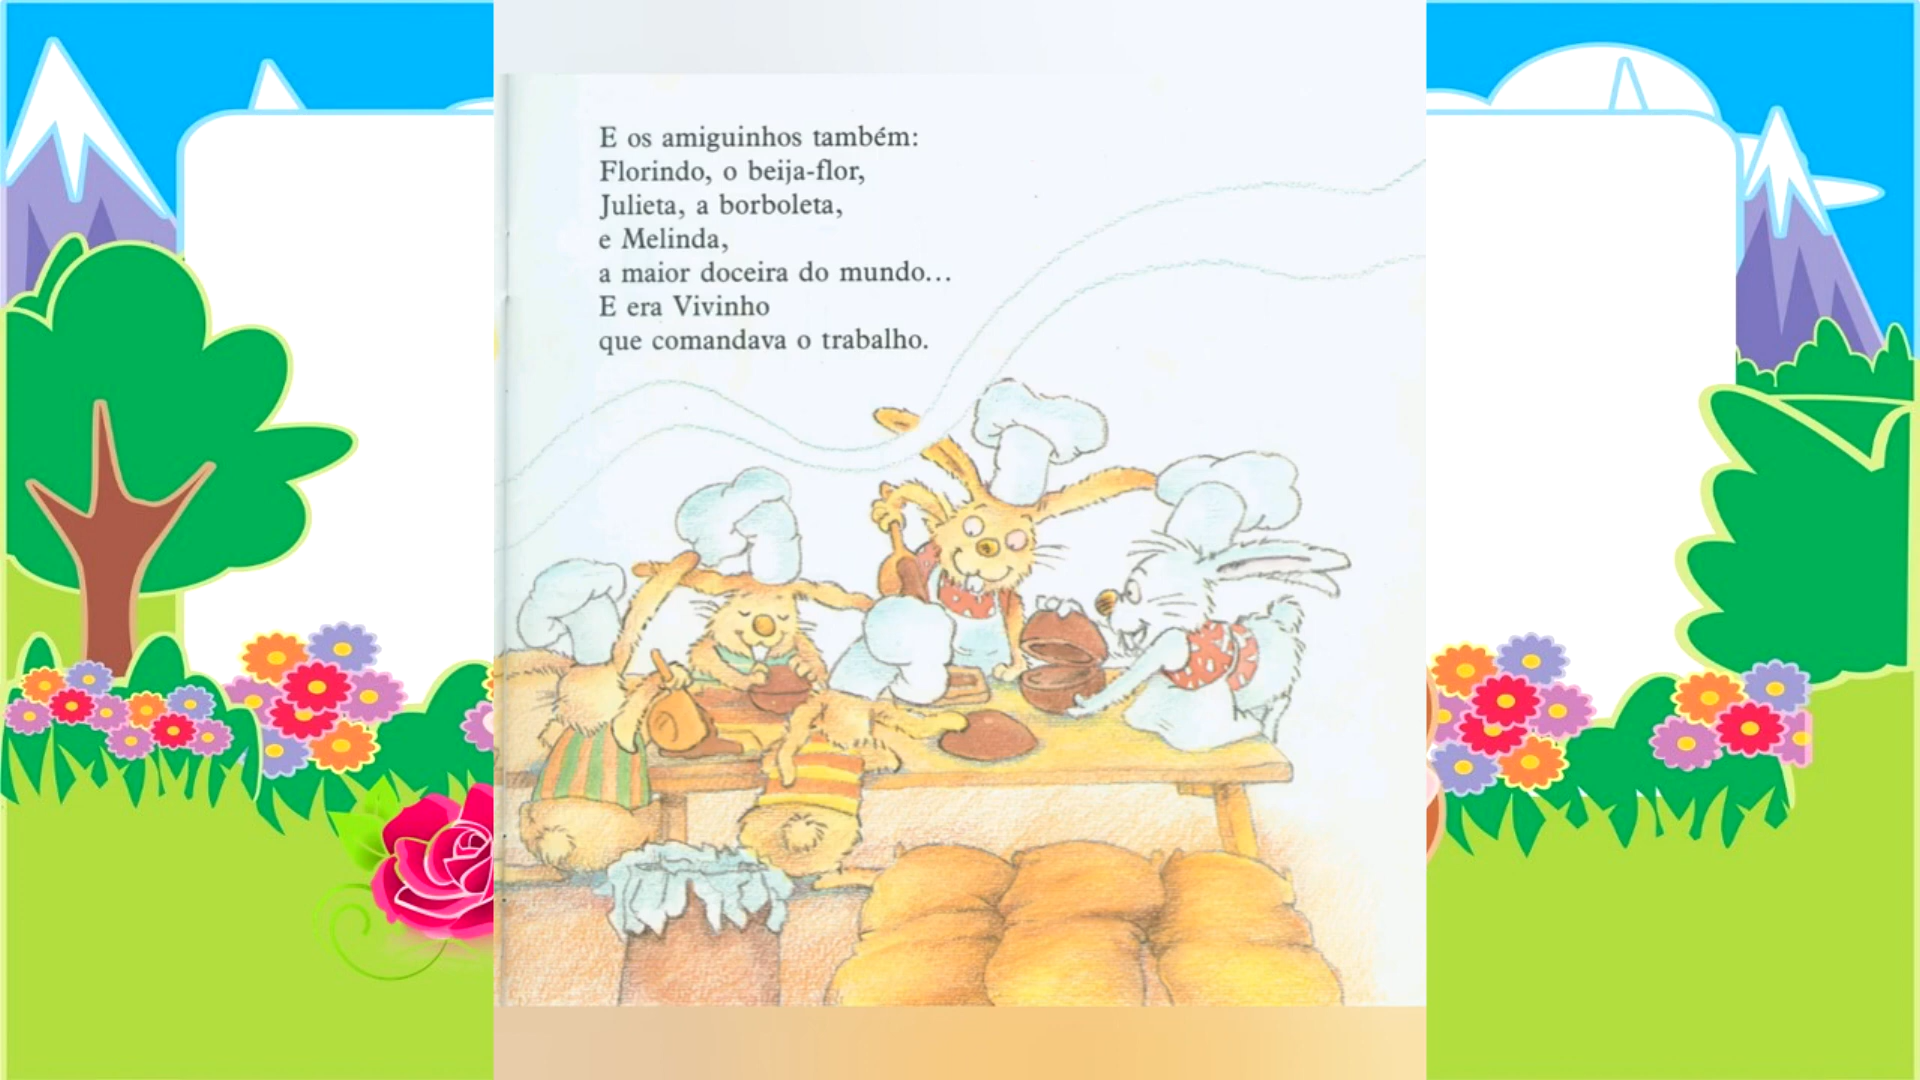 E os amiguinhos também:
Florindo, o beija-flor,
Julieta, a borboleta,
e Melinda,
a maior doceira do mundo...
E era Vivinho
que comandava o trabalho.